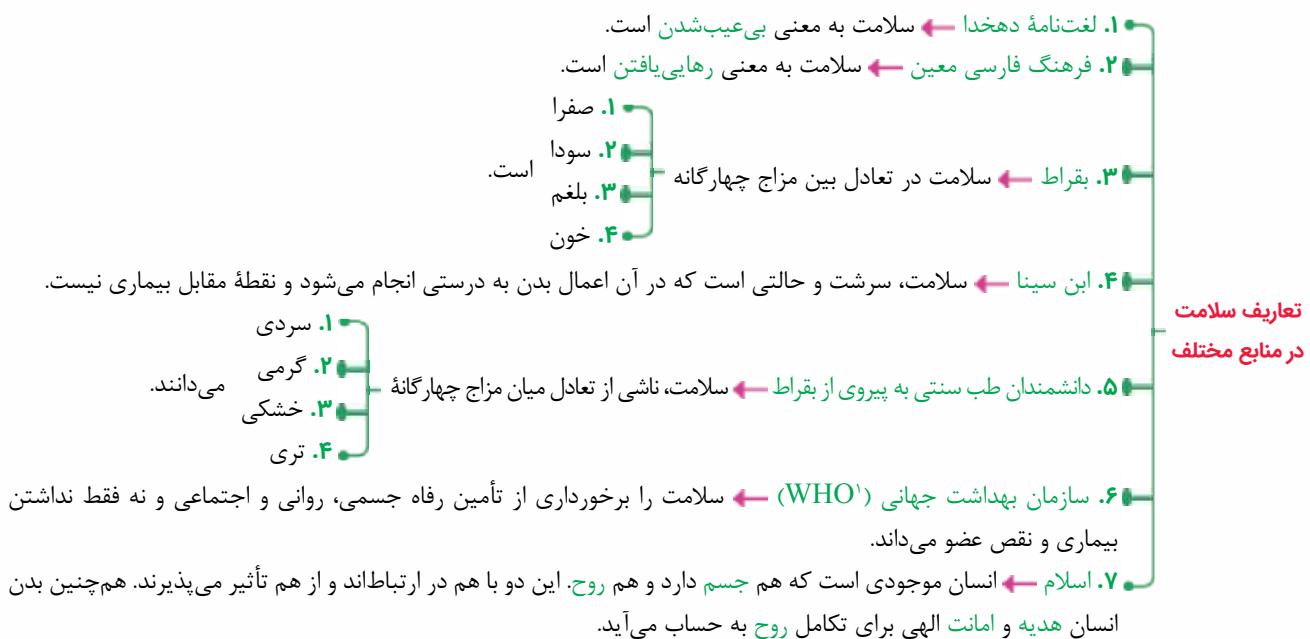 تعاریف سلامت
در منابع مختلف
۱. لغت‌نامهٔ دهخدا ← سلامت به معنی بی‌عیب‌شدن است.
۲. فرهنگ فارسی معین ← سلامت به معنی رهایی‌یافتن است.
۳. بقراط ← سلامت در تعادل بین مزاج چهارگانه
۱. صفرا
۲. سودا
۳. بلغم
۴. خون
است.
۴. ابن سینا ← سلامت، سرشت و حالتی است که در آن اعمال بدن به درستی انجام می‌شود و نقطهٔ مقابل بیماری نیست.
۵. دانشمندان طب سنتی به پیروی از بقراط ← سلامت، ناشی از تعادل میان مزاج چهارگانهٔ
۱. سردی
۲. گرمی
۳. خشکی
۴. تری
می‌دانند.
۶. سازمان بهداشت جهانی (WHO۱) ← سلامت را برخورداری از تأمین رفاه جسمی، روانی و اجتماعی و نه فقط نداشتن
بیماری و نقص عضو می‌داند.
۷. اسلام ← انسان موجودی است که هم جسم دارد و هم روح. این دو با هم در ارتباط‌اند و از هم تأثیر می‌پذیرند. هم‌چنین بدن
انسان هدیه و امانت الهی برای تکامل روح به حساب می‌آید.